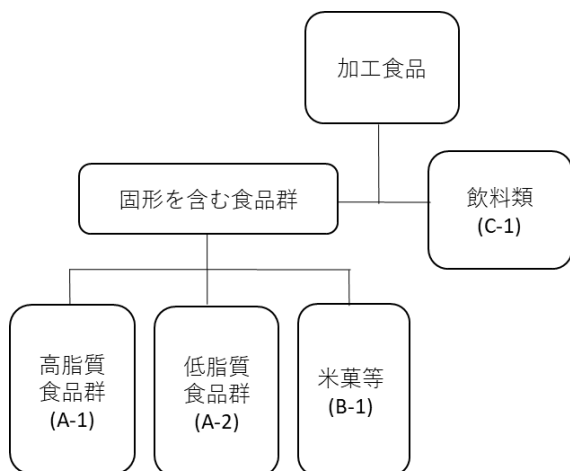 加工食品
固形を含む食品群
飲料類
(C-1)
高脂質
食品群
(A-1)
低脂質
食品群
(A-2)
米菓等
(B-1)